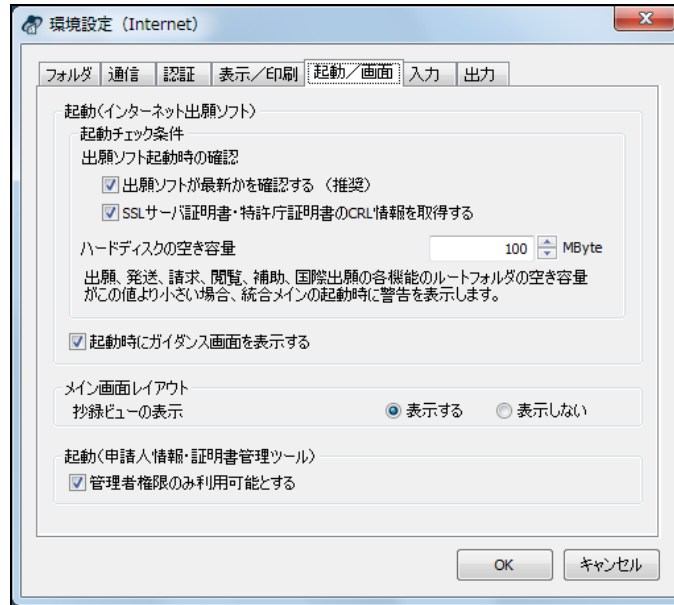 環境設定（Internet）
フォルダ 通信 認証 表示／印刷 起動／画面 入力 出力
起動(インターネット出願ソフト)
起動チェック条件
出願ソフト起動時の確認
出願ソフトが最新かを確認する （推奨）
SSLサーバ証明書・特許庁証明書のCRL情報を取得する
ハードディスクの空き容量 100 MByte
出願、発送、請求、閲覧、補助、国際出願の各機能のルートフォルダの空き容量
がこの値より小さい場合、統合メインの起動時に警告を表示します。
起動時にガイダンス画面を表示する
メイン画面レイアウト
抄録ビューの表示 表示する 表示しない
起動(申請人情報・証明書管理ツール)
管理者権限のみ利用可能とする
OK キャンセル